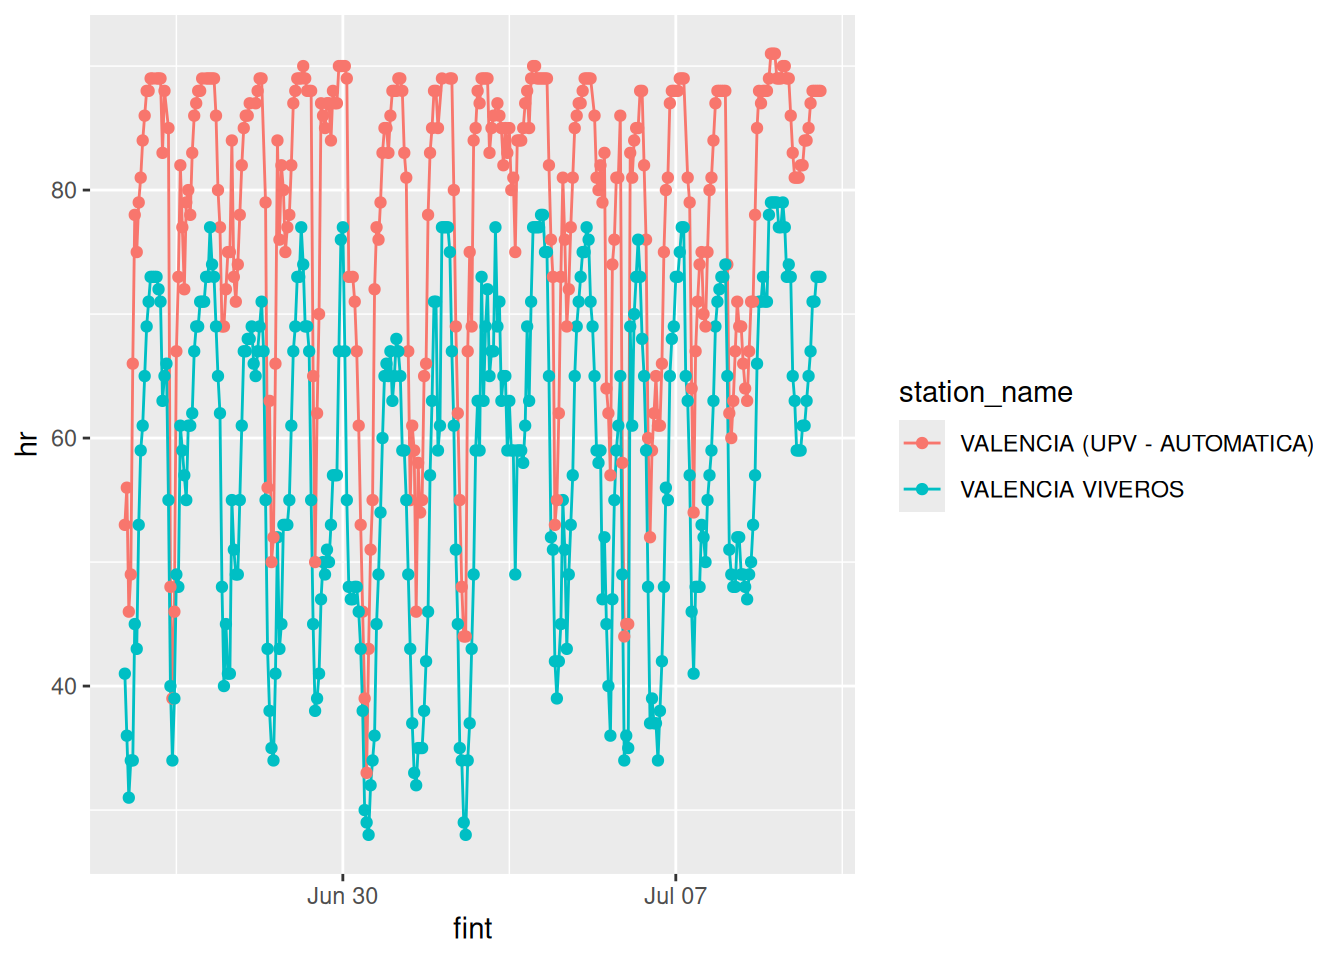 80
60
40
hr
Jun 30
Jul 07
fint
station_name
VALENCIA (UPV - AUTOMATICA)
VALENCIA VIVEROS